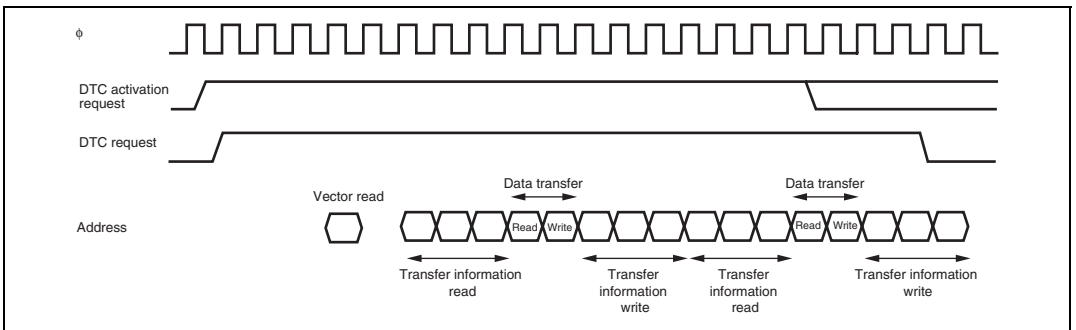 φ
DTC activation
request
DTC request
Data transfer
Data transfer
Vector read
Address
Read
Write
Read
Write
Transfer information
read
Transfer
information
write
Transfer
information
read
Transfer information
write